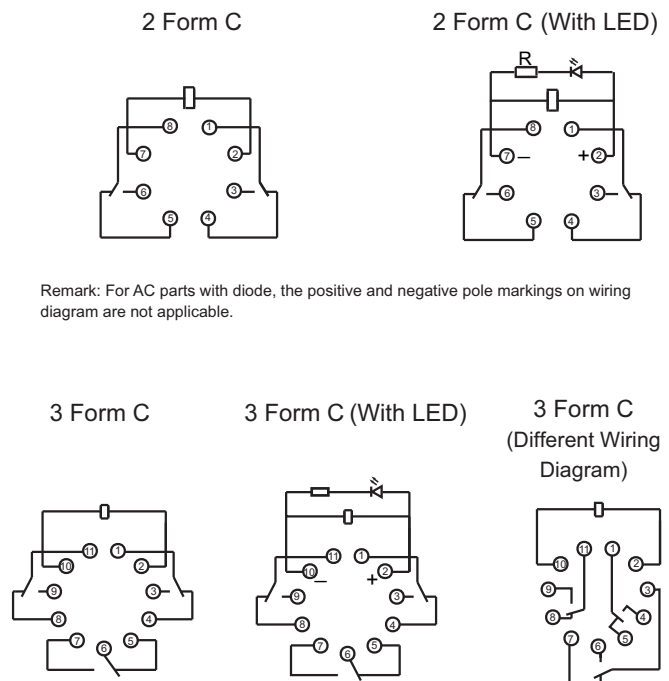 2 Form C
2 Form C (With LED)
8 1
7 2
6 3
5 4
R
8 1
7 – + 2
6 3
5 4
Remark: For AC parts with diode, the positive and negative pole markings on wiring
diagram are not applicable.
3 Form C
3 Form C (With LED)
3 Form C
(Different Wiring
Diagram)
11 1
10 2
9 3
8 4
7 6 5
11 1
10 – + 2
9 3
8 4
7 6 5
11 1
10 2
9 3
8 4
7 6 5